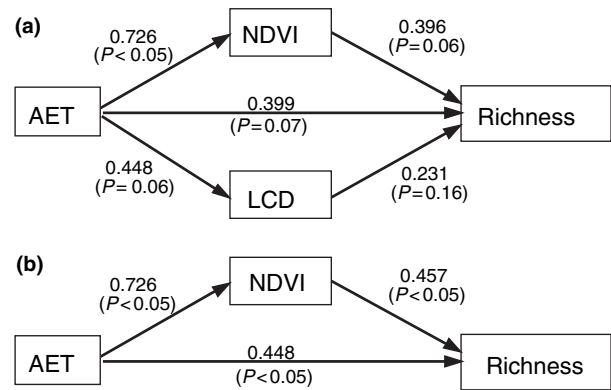 (a)
NDVI
0.726
(P < 0.05)
0.396
(P = 0.06)
AET
0.399
(P = 0.07)
Richness
0.448
(P = 0.06)
LCD
0.231
(P = 0.16)
(b)
NDVI
0.726
(P < 0.05)
0.457
(P < 0.05)
AET
0.448
(P < 0.05)
Richness